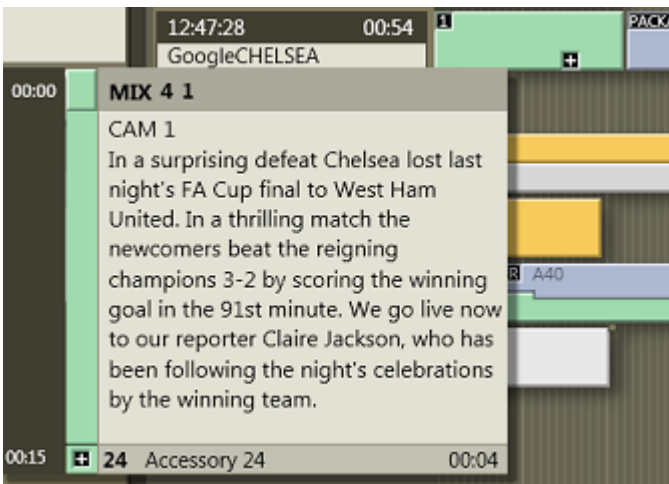 12:47:28 00:54 1 PACKA
GoogleCHELSEA
00:00 MIX 4 1
CAM 1
In a surprising defeat Chelsea lost last
night's FA Cup final to West Ham
United. In a thrilling match the
newcomers beat the reigning
champions 3-2 by scoring the winning
R A40
goal in the 91st minute. We go live now
to our reporter Claire Jackson, who has
been following the night's celebrations
by the winning team.
00:15 24 Accessory 24 00:04